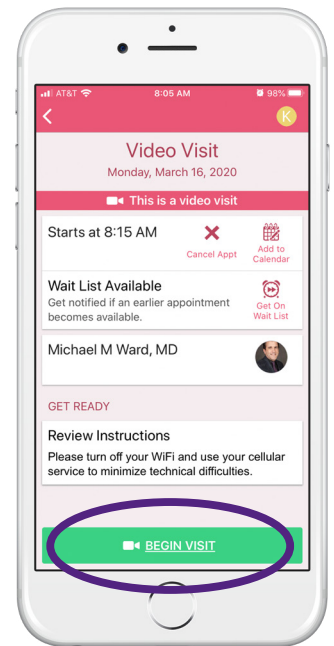 AT&T 8:05 AM 98%
K
Video Visit
Monday, March 16, 2020
This is a video visit
Starts at 8:15 AM
Cancel Appt
Add to
Calendar
Wait List Available
Get notified if an earlier appointment
becomes available.
Get On
Wait List
Michael M Ward, MD
GET READY
Review Instructions
Please turn off your WiFi and use your cellular
service to minimize technical difficulties.
BEGIN VISIT